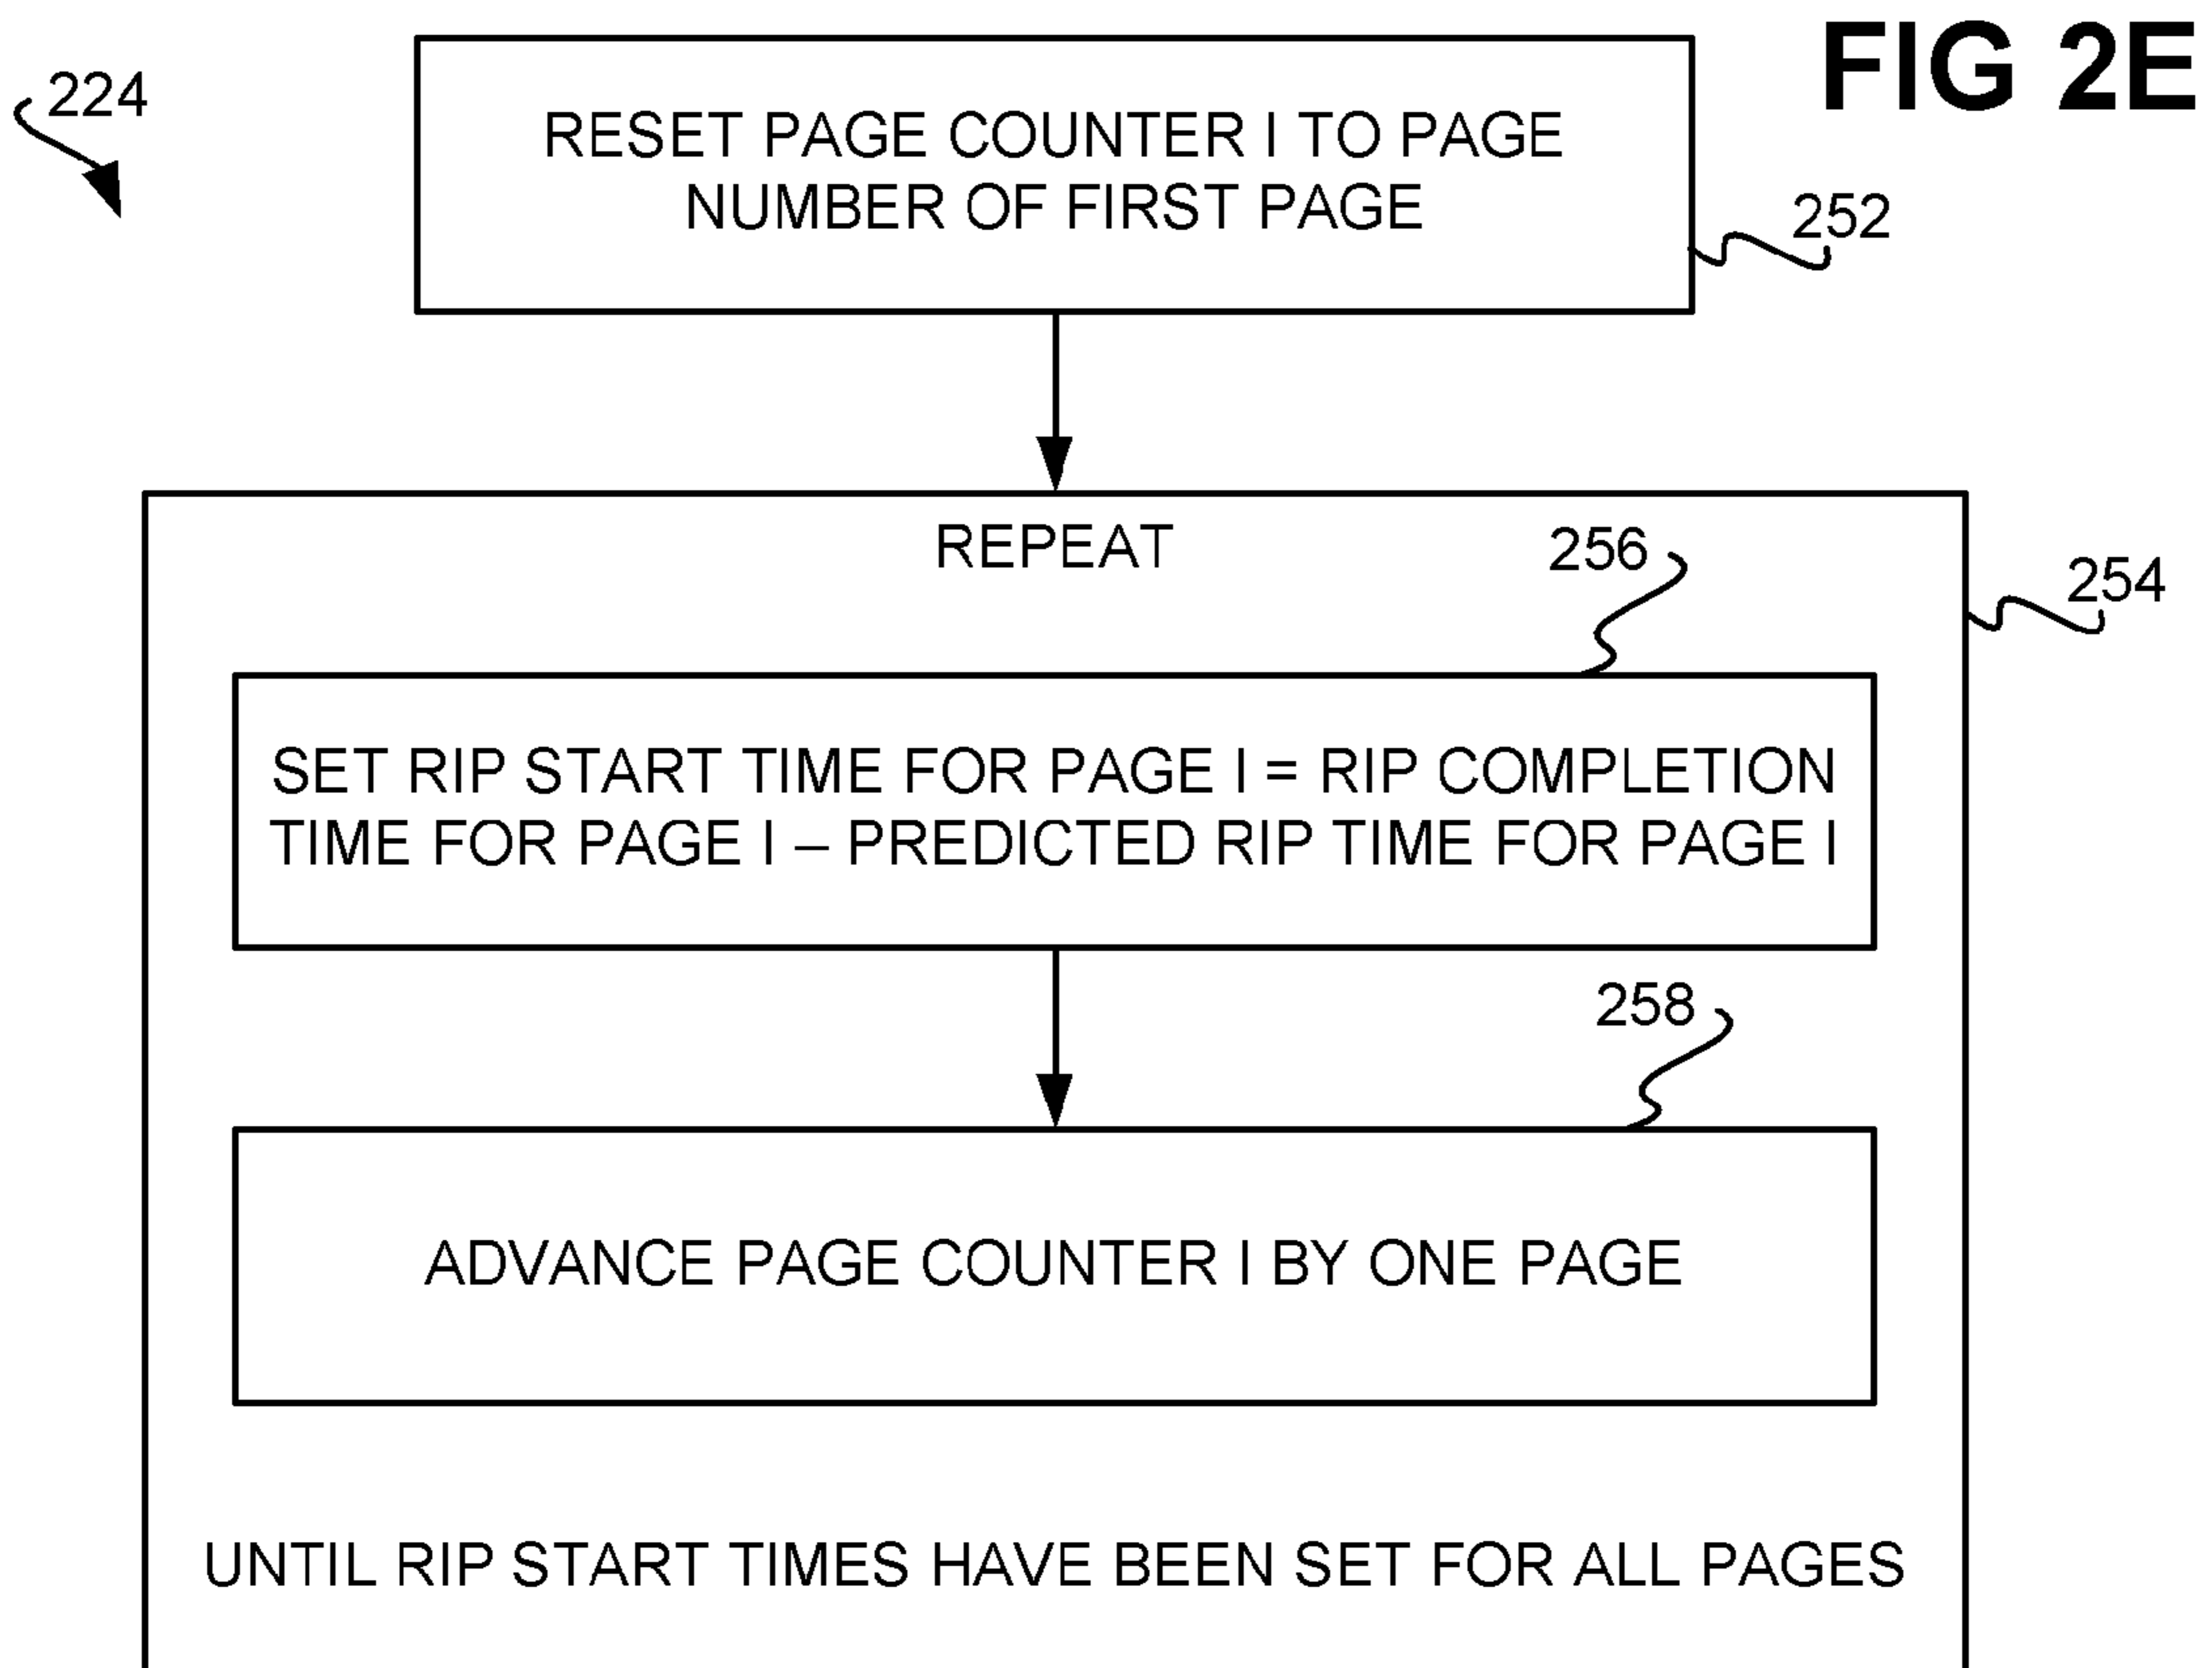 FIG 2E
224
RESET PAGE COUNTER I TO PAGE
NUMBER OF FIRST PAGE
252
REPEAT
256
254
SET RIP START TIME FOR PAGE I = RIP COMPLETION
TIME FOR PAGE I – PREDICTED RIP TIME FOR PAGE I
258
ADVANCE PAGE COUNTER I BY ONE PAGE
UNTIL RIP START TIMES HAVE BEEN SET FOR ALL PAGES